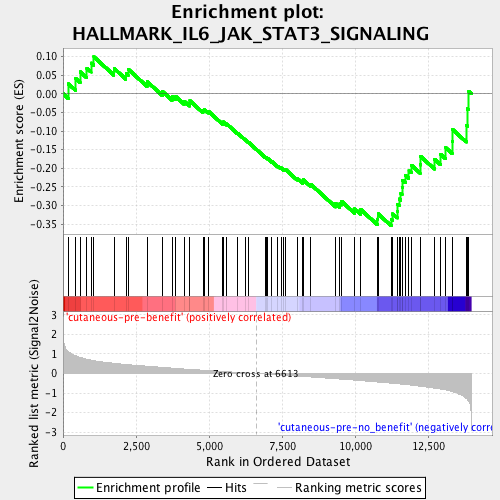 Enrichment plot:
HALLMARK_IL6_JAK_STAT3_SIGNALING
Enrichment score (ES)
0.10
0.05
0.00
-0.05
-0.10
-0.15
-0.20
-0.25
-0.30
-0.35
Ranked list metric (Signal2Noise)
'cutaneous-pre-benefit' (positively correlated)
3
2
1
0
-1
-2
-3
Zero cross at 6613
'cutaneous-pre-no_benefit' (negatively correl
0
2,500
5,000
7,500
10,000
12,500
Rank in Ordered Dataset
Enrichment profile
Hits
Ranking metric scores